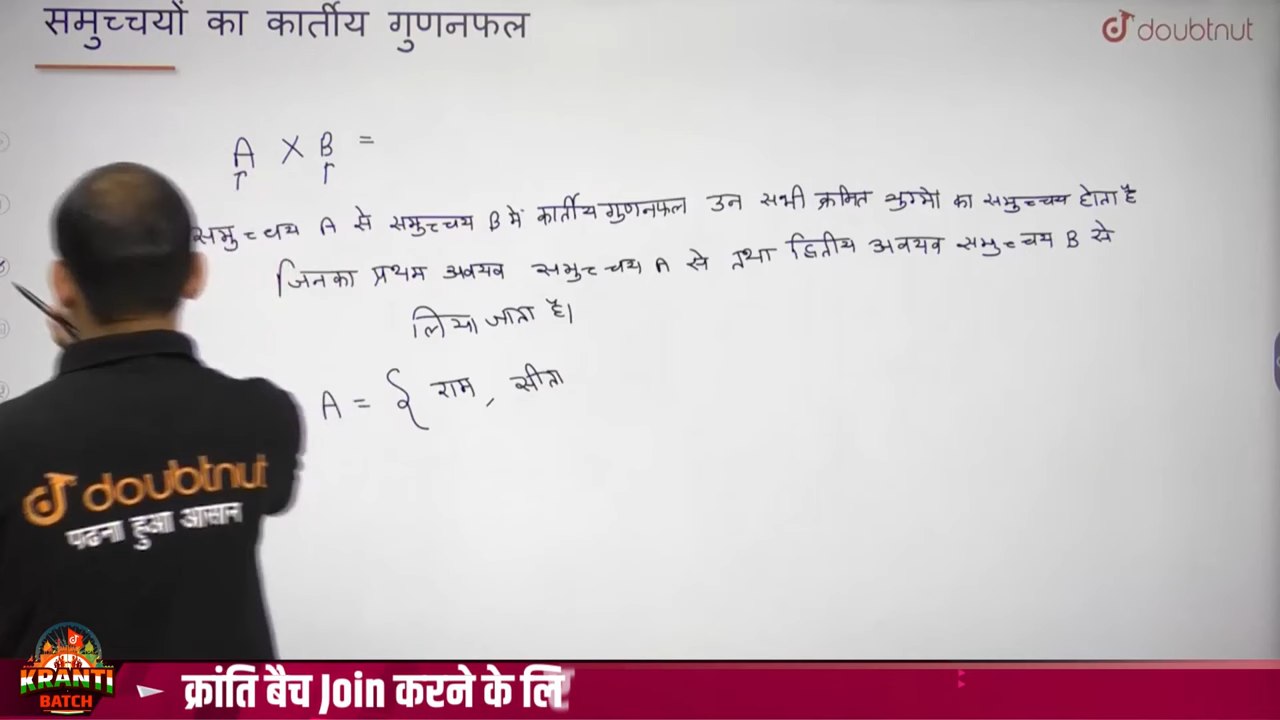 समुच्चयों का कार्तीय गुणनफल
doubtnut
A × B =
↑ ↑
समुच्चय A से समुच्चय B में कार्तीय गुणनफल उन सभी क्रमित युग्मो का समुच्चय होता है
जिनका प्रथम अवयव समुच्चय A से तथा द्वितीय अवयव समुच्चय B से
लिया जाता है।
A = { राम, सीता
doubtnut
पढना हुआ आसान
KRANTI
BATCH
क्रांति बैच Join करने के लि